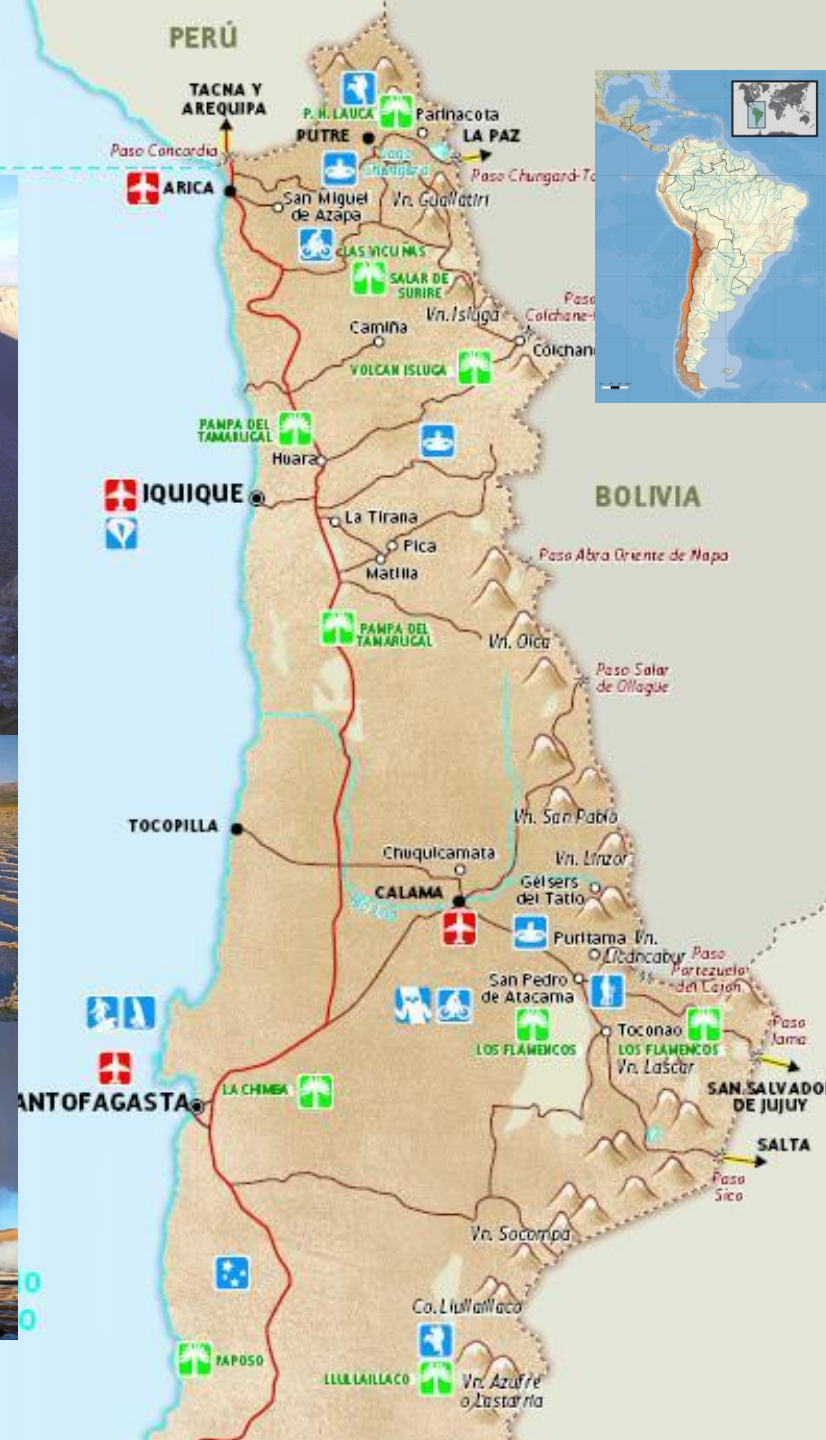 PERÚ
TACNA Y
AREQUIPA
P. N. LAUCA
Parinacota
PUTRE
LA PAZ
Paso Concordia
Lago
Chungará
Paso Chungará-Ta
ARICA
San Miguel
de Azapa
Vn. Guallatiri
LAS VICUÑAS
SALAR DE
SURIRE
Vn. Isluga
Paso
Colchane-
Camiña
Colchan
VOLCAN ISLUGA
PAMPA DEL
TAMARUGAL
Huara
IQUIQUE
BOLIVIA
La Tirana
Pica
Matilla
Paso Abra Oriente de Napa
PAMPA DEL
TAMARUGAL
Vn. Olca
Paso Salar
de Ollagüe
TOCOPILLA
Vn. San Pablo
Chuquicamata
Vn. Linzor
CALAMA
Géisers
del Tatio
Río Loa
Puritama
Vn.
Licancabur
Paso
Portezuelo
del Cajón
San Pedro
de Atacama
LOS FLAMENCOS
Toconao
LOS FLAMENCOS
Paso
Jama
Vn. Lascar
ANTOFAGASTA
LA CHIMBA
SAN SALVADO
DE JUJUY
SALTA
Paso
Sico
Vn. Socompa
O
O
Co. Llullaillaco
PAPOSO
LLULLAILLACO
Vn. Azufre
o Lastarria